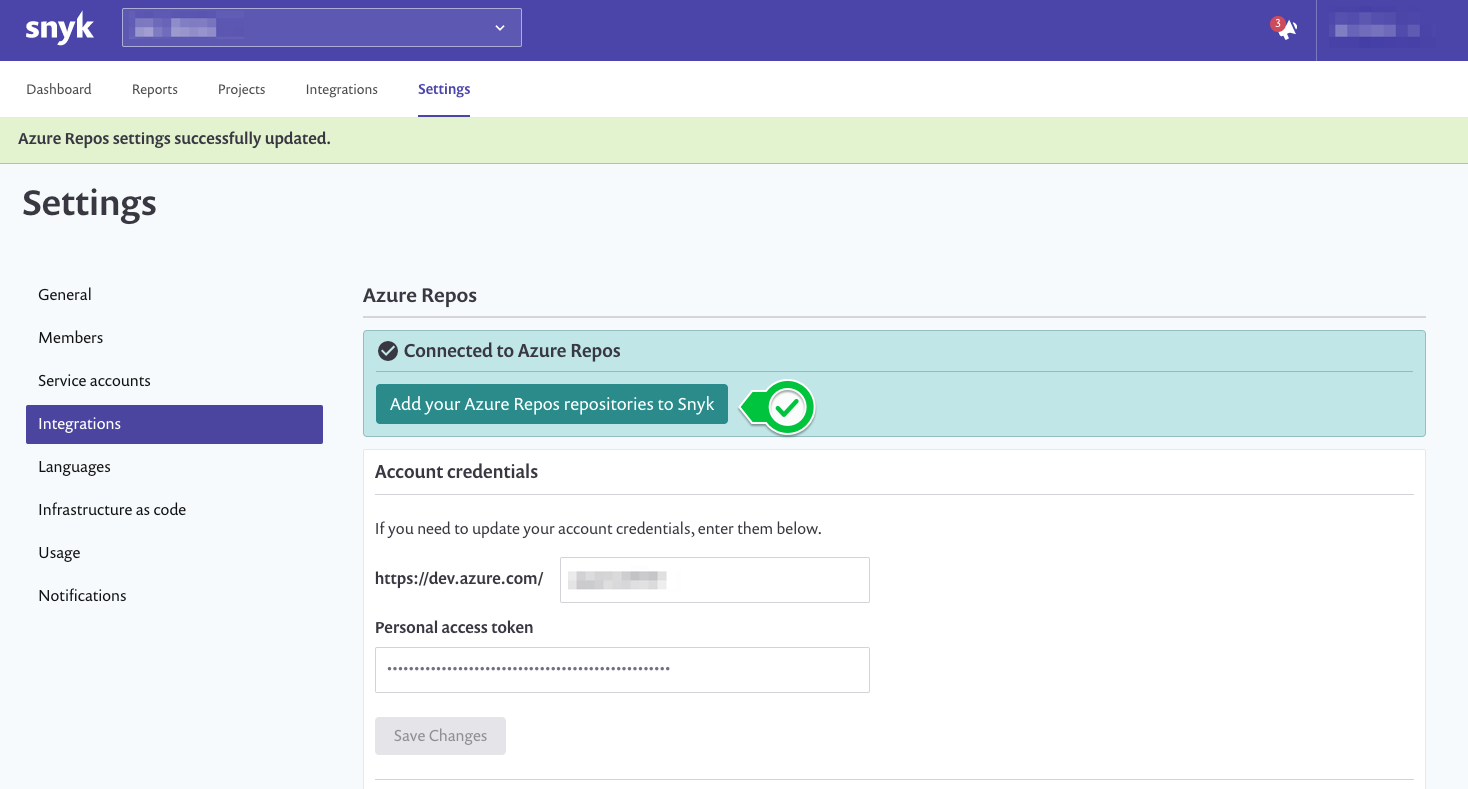 snyk
3
Dashboard Reports Projects Integrations Settings
Azure Repos settings successfully updated.
Settings
General
Members
Service accounts
Integrations
Languages
Infrastructure as code
Usage
Notifications
Azure Repos
Connected to Azure Repos
Add your Azure Repos repositories to Snyk
Account credentials
If you need to update your account credentials, enter them below.
https://dev.azure.com/
Personal access token
Save Changes